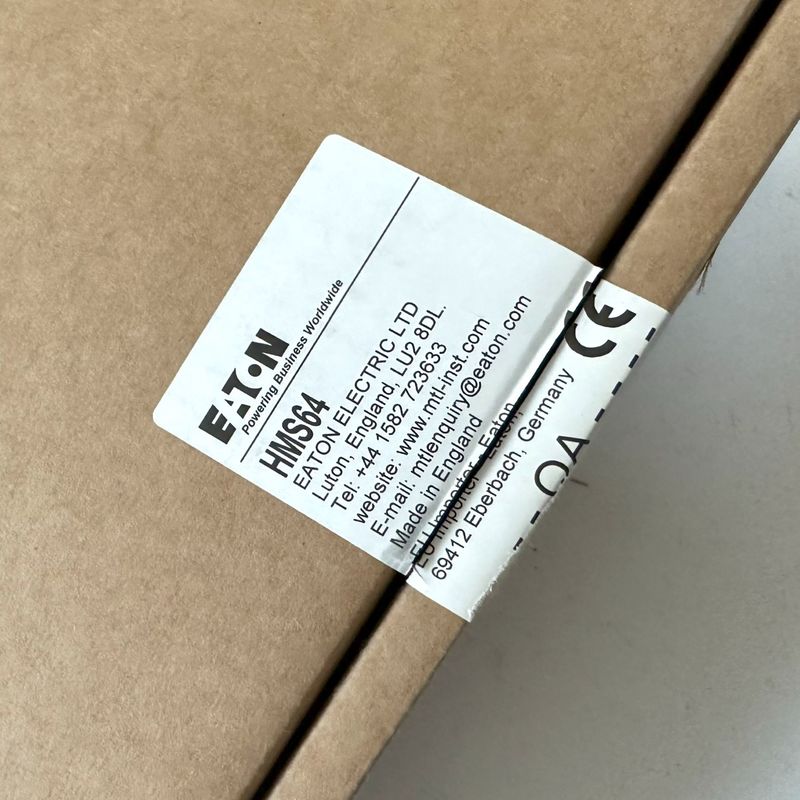 EATON
Powering Business Worldwide
HMS64
EATON ELECTRIC LTD
Luton, England, LU2 8DL.
Tel: +44 1582 723633
website: www.mtl-inst.com
E-mail: mtlenquiry@eaton.com
Made in England
EU Importer Eaton,
69412 Eberbach, Germany
CE
QA